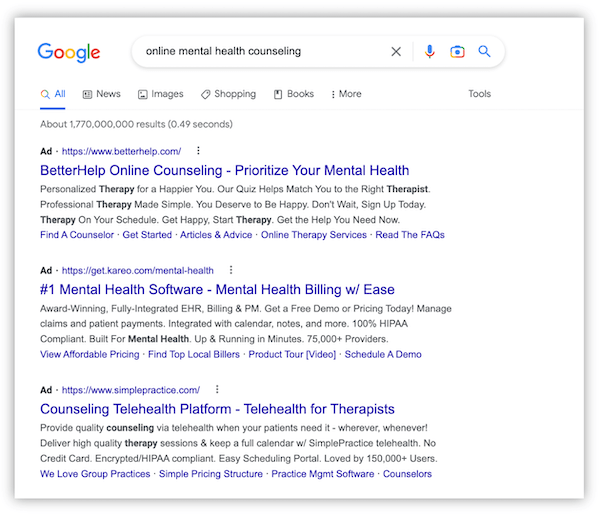 Google
online mental health counseling
All News Images Shopping Books More Tools
About 1,770,000,000 results (0.49 seconds)
Ad · https://www.betterhelp.com/
BetterHelp Online Counseling - Prioritize Your Mental Health
Personalized Therapy for a Happier You. Our Quiz Helps Match You to the Right Therapist.
Professional Therapy Made Simple. You Deserve to Be Happy. Don't Wait, Sign Up Today.
Therapy On Your Schedule. Get Happy, Start Therapy. Get the Help You Need Now.
Find A Counselor · Get Started · Articles & Advice · Online Therapy Services · Read The FAQs
Ad · https://get.kareo.com/mental-health
#1 Mental Health Software - Mental Health Billing w/ Ease
Award-Winning, Fully-Integrated EHR, Billing & PM. Get a Free Demo or Pricing Today! Manage
claims and patient payments. Integrated with calendar, notes, and more. 100% HIPAA
Compliant. Built For Mental Health. Up & Running in Minutes. 75,000+ Providers.
View Affordable Pricing · Find Top Local Billers · Product Tour [Video] · Schedule A Demo
Ad · https://www.simplepractice.com/
Counseling Telehealth Platform - Telehealth for Therapists
Provide quality counseling via telehealth when your patients need it - wherever, whenever!
Deliver high quality therapy sessions & keep a full calendar w/ SimplePractice telehealth. No
Credit Card. Encrypted/HIPAA compliant. Easy Scheduling Portal. Loved by 150,000+ Users.
We Love Group Practices · Simple Pricing Structure · Practice Mgmt Software · Counselors